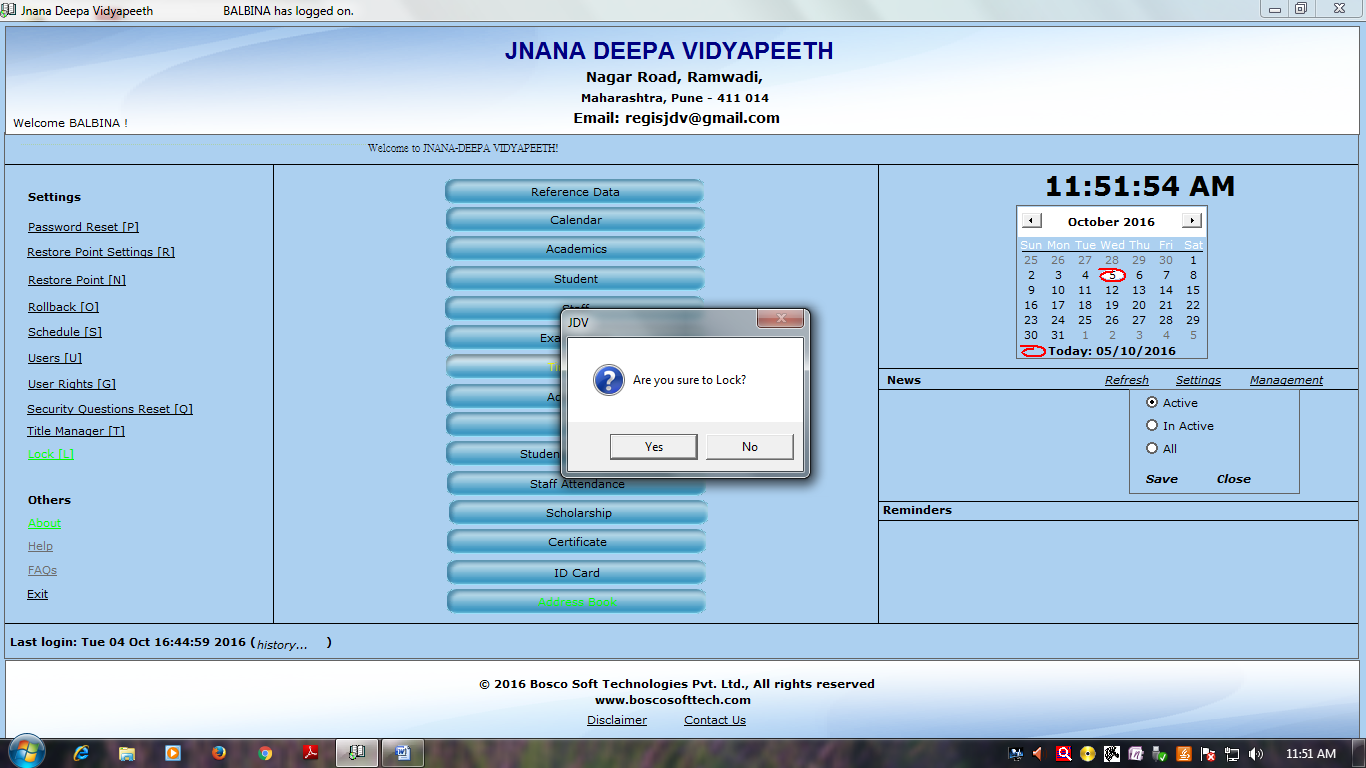 Jnana Deepa Vidyapeeth BALBINA has logged on.
JNANA DEEPA VIDYAPEETH
Nagar Road, Ramwadi,
Maharashtra, Pune - 411 014
Email: regisjdv@gmail.com
Welcome BALBINA !
Welcome to JNANA-DEEPA VIDYAPEETH!
Settings
Password Reset [P]
Restore Point Settings [R]
Restore Point [N]
Rollback [O]
Schedule [S]
Users [U]
User Rights [G]
Security Questions Reset [Q]
Title Manager [T]
Lock [L]
Others
About
Help
FAQs
Exit
Reference Data
Calendar
Academics
Student
Staff
Student
Staff Attendance
Scholarship
Certificate
ID Card
Address Book
JDV
Are you sure to Lock?
Yes No
11:51:54 AM
October 2016
Sun Mon Tue Wed Thu Fri Sat
25 26 27 28 29 30 1
2 3 4 5 6 7 8
9 10 11 12 13 14 15
16 17 18 19 20 21 22
23 24 25 26 27 28 29
30 31 1 2 3 4 5
Today: 05/10/2016
News Refresh Settings Management
Active
In Active
All
Save Close
Reminders
Last login: Tue 04 Oct 16:44:59 2016 ( history... )
© 2016 Bosco Soft Technologies Pvt. Ltd., All rights reserved
www.boscosofttech.com
Disclaimer Contact Us
11:51 AM